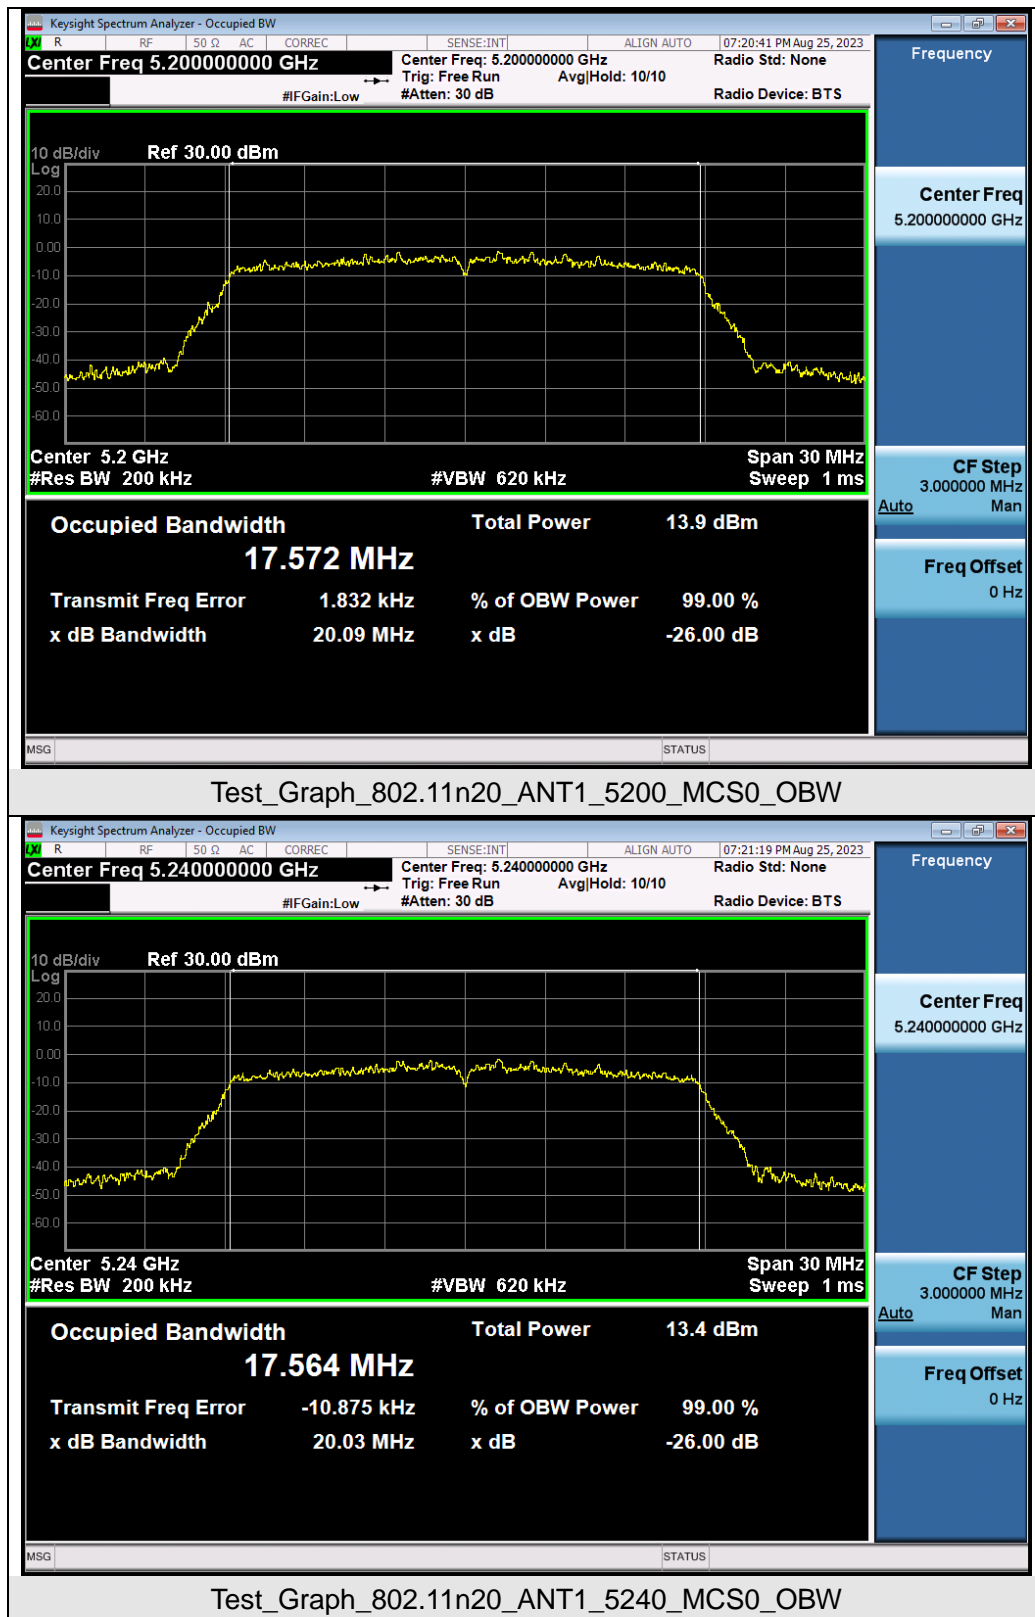 Keysight Spectrum Analyzer - Occupied BW
LXI R RF 50 Ω AC CORREC SENSE:INT ALIGN AUTO 07:20:41 PM Aug 25, 2023
Center Freq 5.200000000 GHz Center Freq: 5.200000000 GHz Radio Std: None
Trig: Free Run Avg|Hold: 10/10
#IFGain:Low #Atten: 30 dB Radio Device: BTS
Frequency
10 dB/div Ref 30.00 dBm
Log
20.0
10.0
0.00
-10.0
-20.0
-30.0
-40.0
-50.0
-60.0
Center 5.2 GHz Span 30 MHz
#Res BW 200 kHz #VBW 620 kHz Sweep 1 ms
Center Freq
5.200000000 GHz
CF Step
3.000000 MHz
Auto Man
Freq Offset
0 Hz
Occupied Bandwidth Total Power 13.9 dBm
17.572 MHz
Transmit Freq Error 1.832 kHz % of OBW Power 99.00 %
x dB Bandwidth 20.09 MHz x dB -26.00 dB
MSG STATUS
Test_Graph_802.11n20_ANT1_5200_MCS0_OBW
Keysight Spectrum Analyzer - Occupied BW
LXI R RF 50 Ω AC CORREC SENSE:INT ALIGN AUTO 07:21:19 PM Aug 25, 2023
Center Freq 5.240000000 GHz Center Freq: 5.240000000 GHz Radio Std: None
Trig: Free Run Avg|Hold: 10/10
#IFGain:Low #Atten: 30 dB Radio Device: BTS
Frequency
10 dB/div Ref 30.00 dBm
Log
20.0
10.0
0.00
-10.0
-20.0
-30.0
-40.0
-50.0
-60.0
Center 5.24 GHz Span 30 MHz
#Res BW 200 kHz #VBW 620 kHz Sweep 1 ms
Center Freq
5.240000000 GHz
CF Step
3.000000 MHz
Auto Man
Freq Offset
0 Hz
Occupied Bandwidth Total Power 13.4 dBm
17.564 MHz
Transmit Freq Error -10.875 kHz % of OBW Power 99.00 %
x dB Bandwidth 20.03 MHz x dB -26.00 dB
MSG STATUS
Test_Graph_802.11n20_ANT1_5240_MCS0_OBW